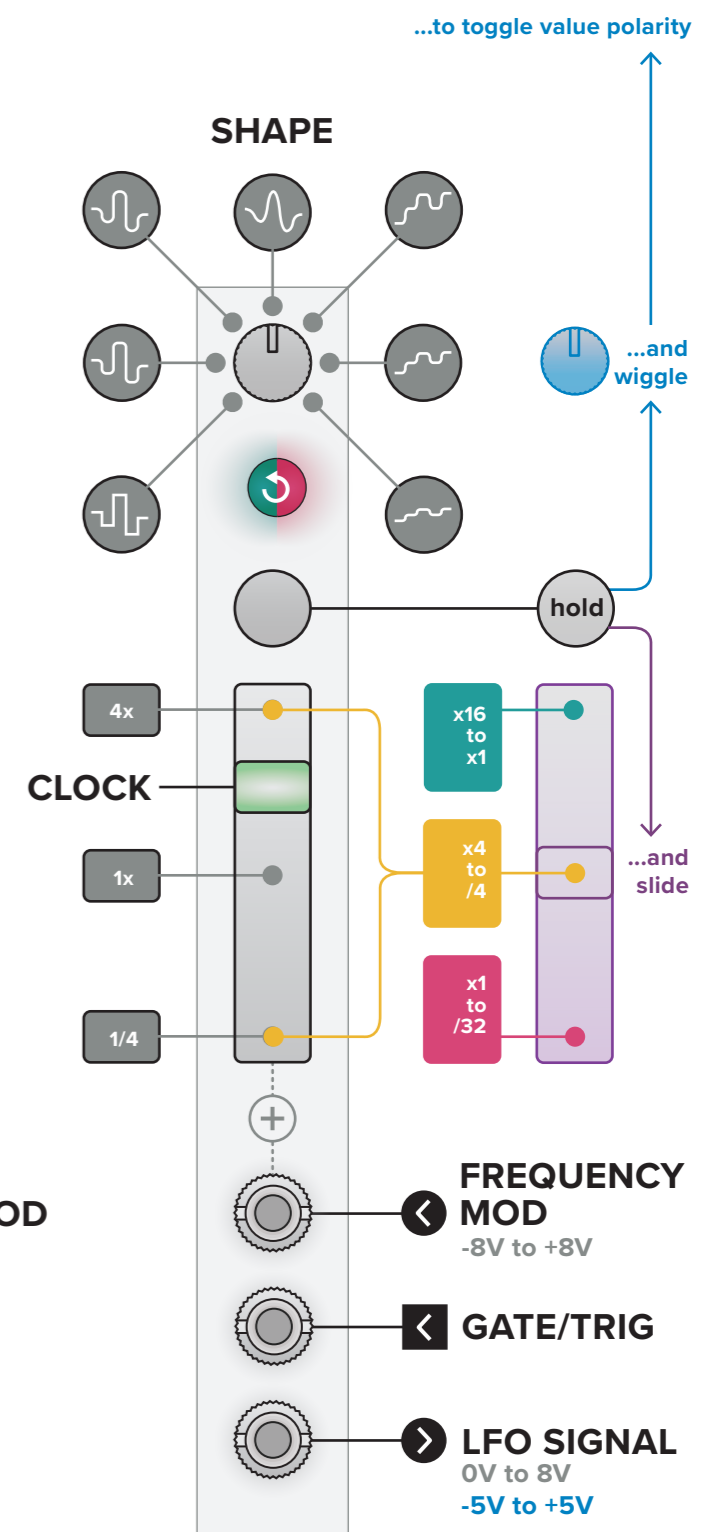 ...to toggle value polarity
SHAPE
...and
wiggle
hold
4x
x16
to
x1
CLOCK
1x
x4
to
/4
...and
slide
1/4
x1
to
/32
FREQUENCY
OD
MOD
-8V to +8V
GATE/TRIG
LFO SIGNAL
0V to 8V
-5V to +5V